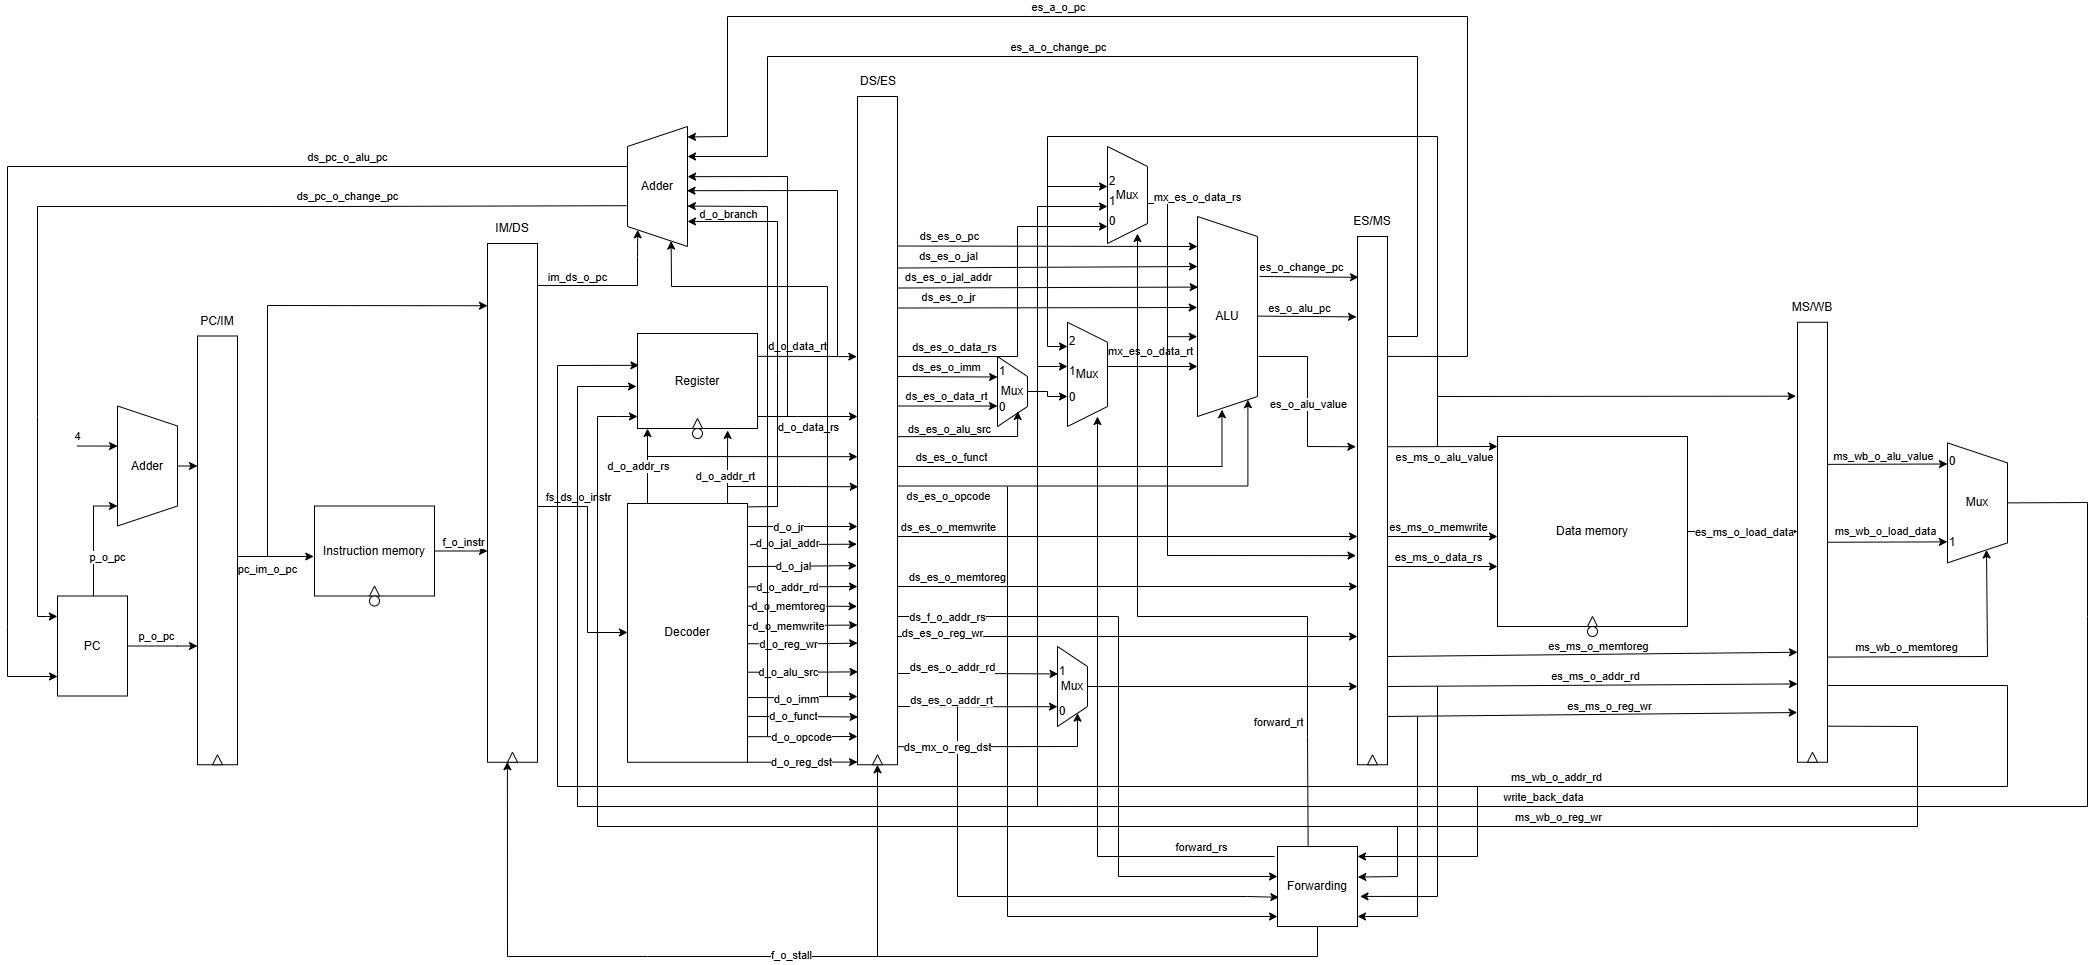 es_a_o_pc
es_a_o_change_pc
DS/ES
ds_pc_o_alu_pc
Adder
ds_pc_o_change_pc
d_o_branch
IM/DS
im_ds_o_pc
PC/IM
2
1
0
Mux
mx_es_o_data_rs
ES/MS
ds_es_o_pc
ds_es_o_jal
ds_es_o_jal_addr
ds_es_o_jr
ALU
es_o_change_pc
es_o_alu_pc
MS/WB
d_o_data_rt
Register
d_o_data_rs
ds_es_o_data_rs
ds_es_o_imm
ds_es_o_data_rt
ds_es_o_alu_src
1
Mux
0
2
1
Mux
0
mx_es_o_data_rt
es_o_alu_value
4
Adder
p_o_pc
PC
p_o_pc
pc_im_o_pc
Instruction memory
f_o_instr
fs_ds_o_instr
d_o_addr_rs
d_o_addr_rt
ds_es_o_funct
ds_es_o_opcode
es_ms_o_alu_value
ms_wb_o_alu_value
0
Mux
1
Decoder
d_o_jr
d_o_jal_addr
d_o_jal
d_o_addr_rd
d_o_memtoreg
d_o_memwrite
d_o_reg_wr
d_o_alu_src
d_o_imm
d_o_funct
d_o_opcode
d_o_reg_dst
ds_es_o_memwrite
ds_es_o_memtoreg
ds_f_o_addr_rs
ds_es_o_reg_wr
ds_es_o_addr_rd
ds_es_o_addr_rt
ds_mx_o_reg_dst
1
Mux
0
es_ms_o_memwrite
es_ms_o_data_rs
Data memory
es_ms_o_load_data
ms_wb_o_load_data
es_ms_o_memtoreg
ms_wb_o_memtoreg
es_ms_o_addr_rd
es_ms_o_reg_wr
forward_rt
ms_wb_o_addr_rd
write_back_data
ms_wb_o_reg_wr
forward_rs
Forwarding
f_o_stall